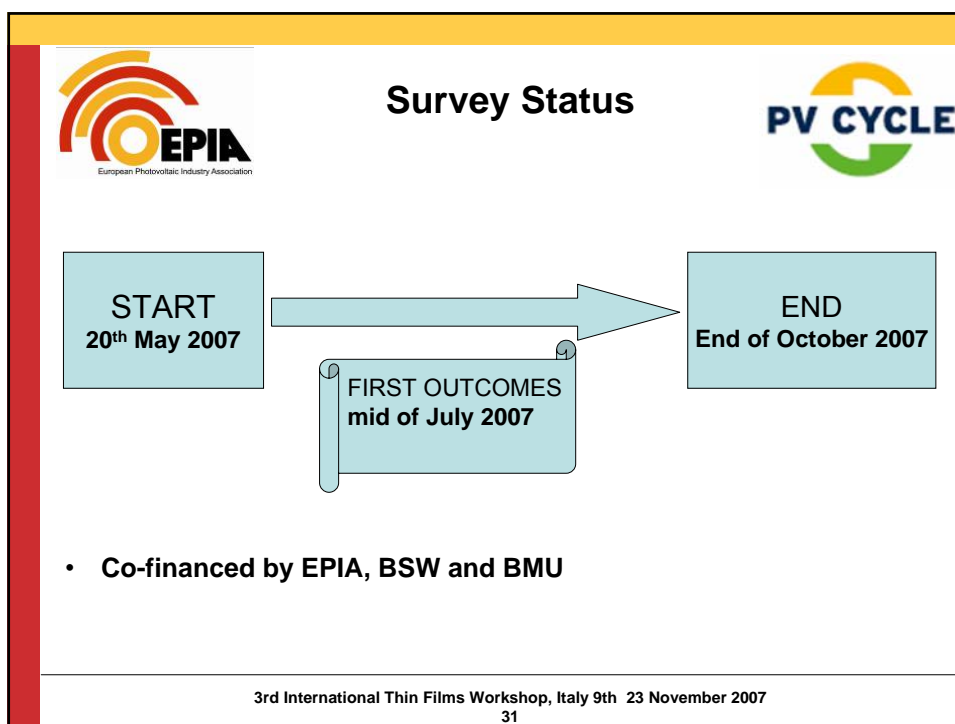 Survey Status
EPIA
European Photovoltaic Industry Association
PV CYCLE
START
20th May 2007
END
End of October 2007
FIRST OUTCOMES
mid of July 2007
• Co-financed by EPIA, BSW and BMU
3rd International Thin Films Workshop, Italy 9th 23 November 2007
31